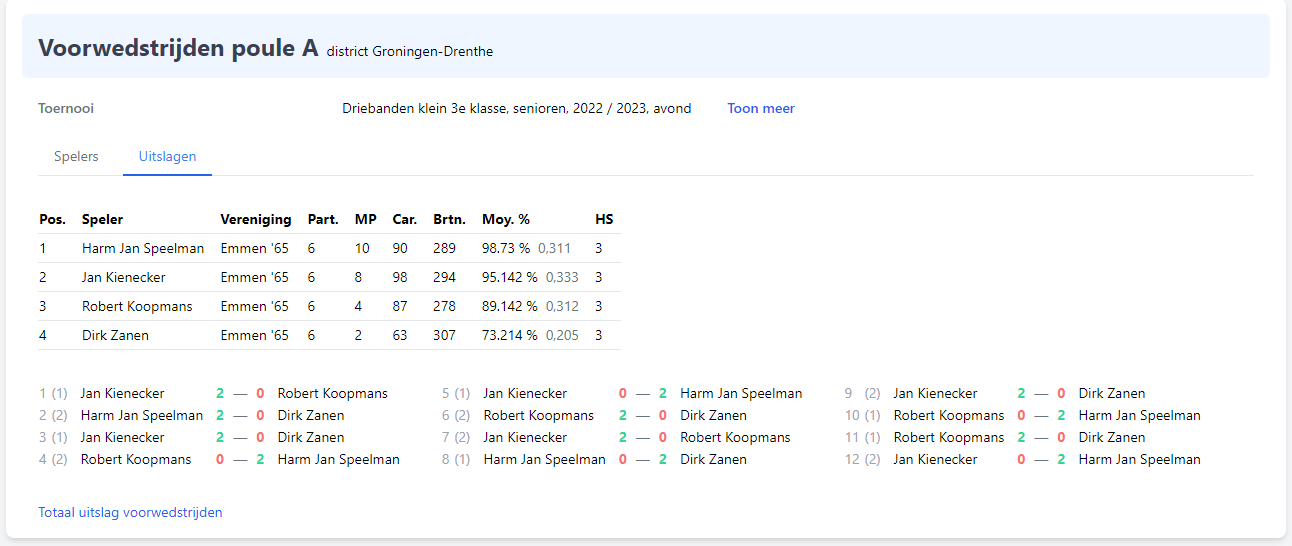 Voorwedstrijden poule A district Groningen-Drenthe
Toernooi Driebanden klein 3e klasse, senioren, 2022 / 2023, avond Toon meer
Spelers Uitslagen
Pos. Speler Vereniging Part. MP Car. Brtn. Moy. % HS
1 Harm Jan Speelman Emmen '65 6 10 90 289 98.73 % 0,311 3
2 Jan Kienecker Emmen '65 6 8 98 294 95.142 % 0,333 3
3 Robert Koopmans Emmen '65 6 4 87 278 89.142 % 0,312 3
4 Dirk Zanen Emmen '65 6 2 63 307 73.214 % 0,205 3
1 (1) Jan Kienecker 2 — 0 Robert Koopmans 5 (1) Jan Kienecker 0 — 2 Harm Jan Speelman 9 (2) Jan Kienecker 2 — 0 Dirk Zanen
2 (2) Harm Jan Speelman 2 — 0 Dirk Zanen 6 (2) Robert Koopmans 2 — 0 Dirk Zanen 10 (1) Robert Koopmans 0 — 2 Harm Jan Speelman
3 (1) Jan Kienecker 2 — 0 Dirk Zanen 7 (2) Jan Kienecker 2 — 0 Robert Koopmans 11 (1) Robert Koopmans 2 — 0 Dirk Zanen
4 (2) Robert Koopmans 0 — 2 Harm Jan Speelman 8 (1) Harm Jan Speelman 0 — 2 Dirk Zanen 12 (2) Jan Kienecker 0 — 2 Harm Jan Speelman
Totaal uitslag voorwedstrijden